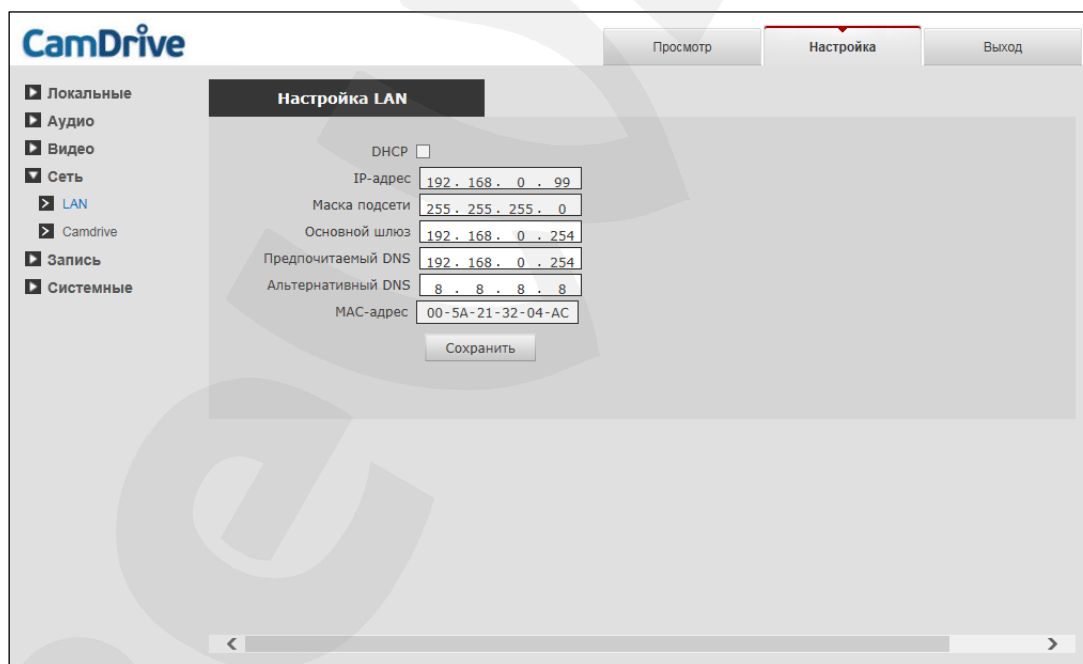 CamDrive
Просмотр
Настройка
Выход
Локальные
Аудио
Видео
Сеть
LAN
Camdrive
Запись
Системные
Настройка LAN
DHCP
IP-адрес 192. 168. 0 . 99
Маска подсети 255. 255. 255. 0
Основной шлюз 192. 168. 0 . 254
Предпочитаемый DNS 192. 168. 0 . 254
Альтернативный DNS 8 . 8 . 8 . 8
MAC-адрес 00-5A-21-32-04-AC
Сохранить